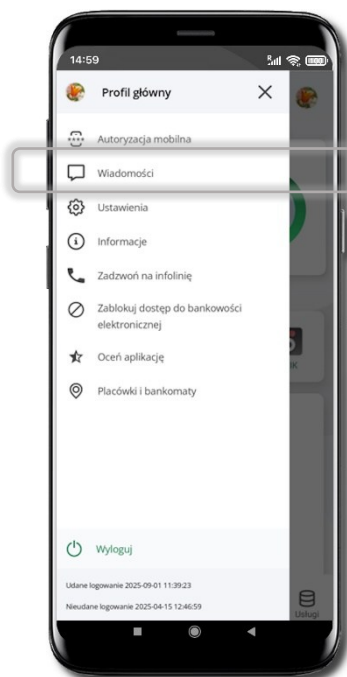 14:59
Profil główny
Autoryzacja mobilna
Wiadomości
Ustawienia
Informacje
Zadzwoń na infolinię
Zablokuj dostęp do bankowości
elektronicznej
Oceń aplikację
Placówki i bankomaty
Wyloguj
Udane logowanie 2025-09-01 11:39:23
Nieudane logowanie 2025-04-15 12:46:59
Usługi